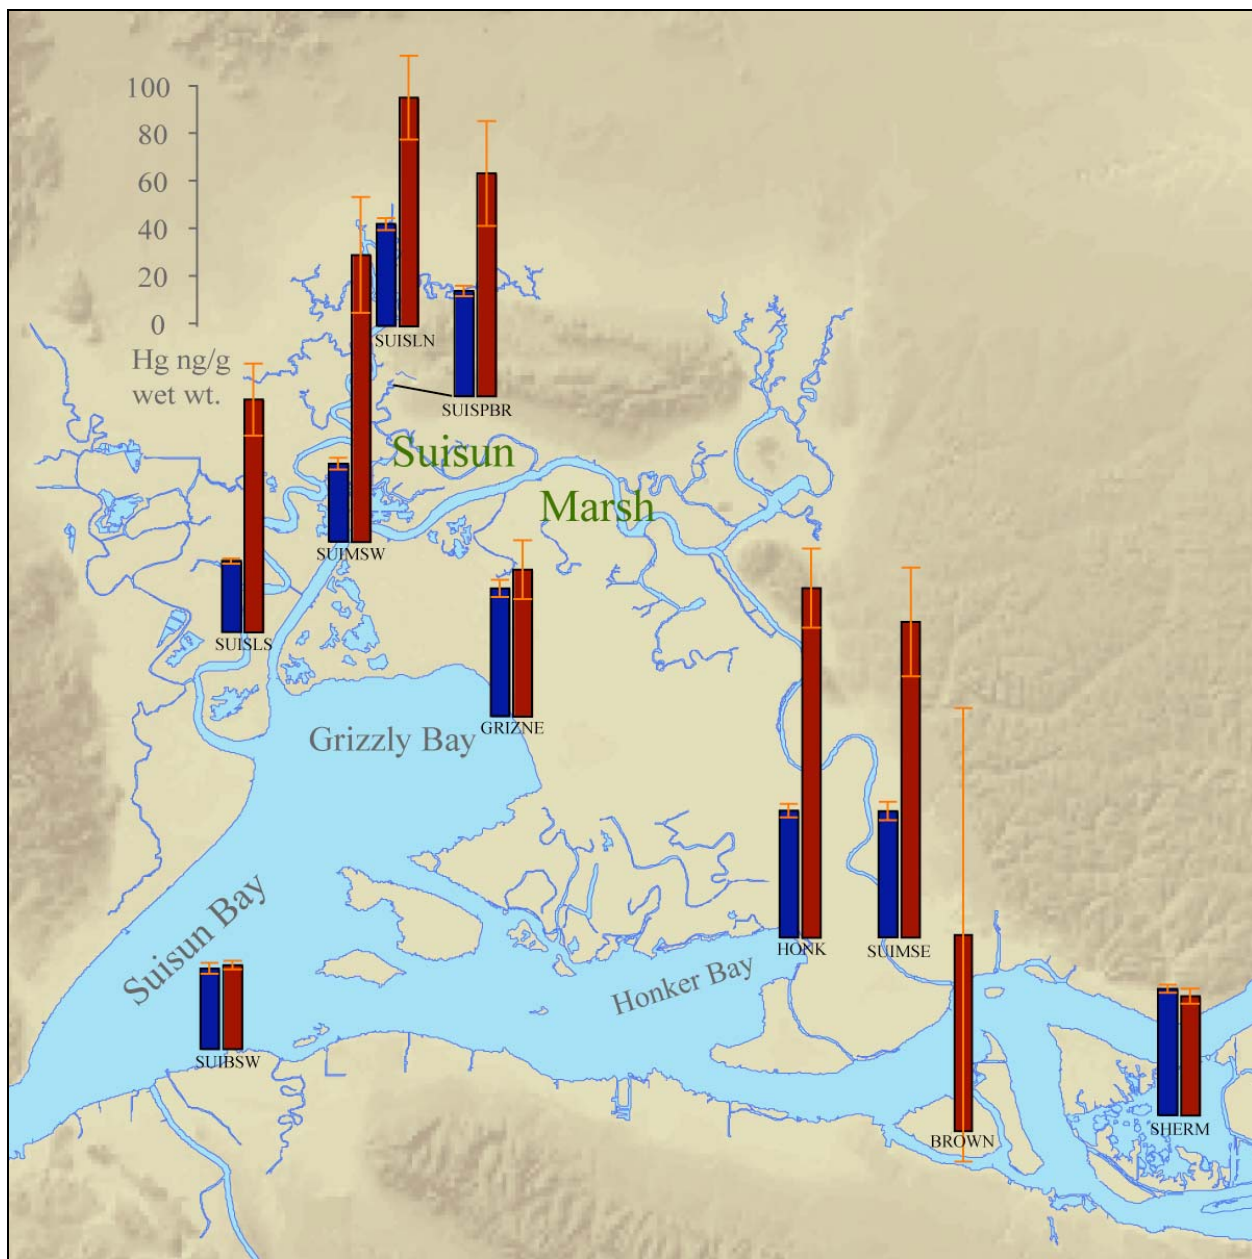 100
80
60
40
20
0
Hg ng/g
wet wt.
SUISLN
SUISPBR
Suisun
Marsh
SUIMSW
SUISLS
GRIZNE
Grizzly Bay
Suisun Bay
HONK
SUIMSE
Honker Bay
SUIBSW
BROWN
SHERM